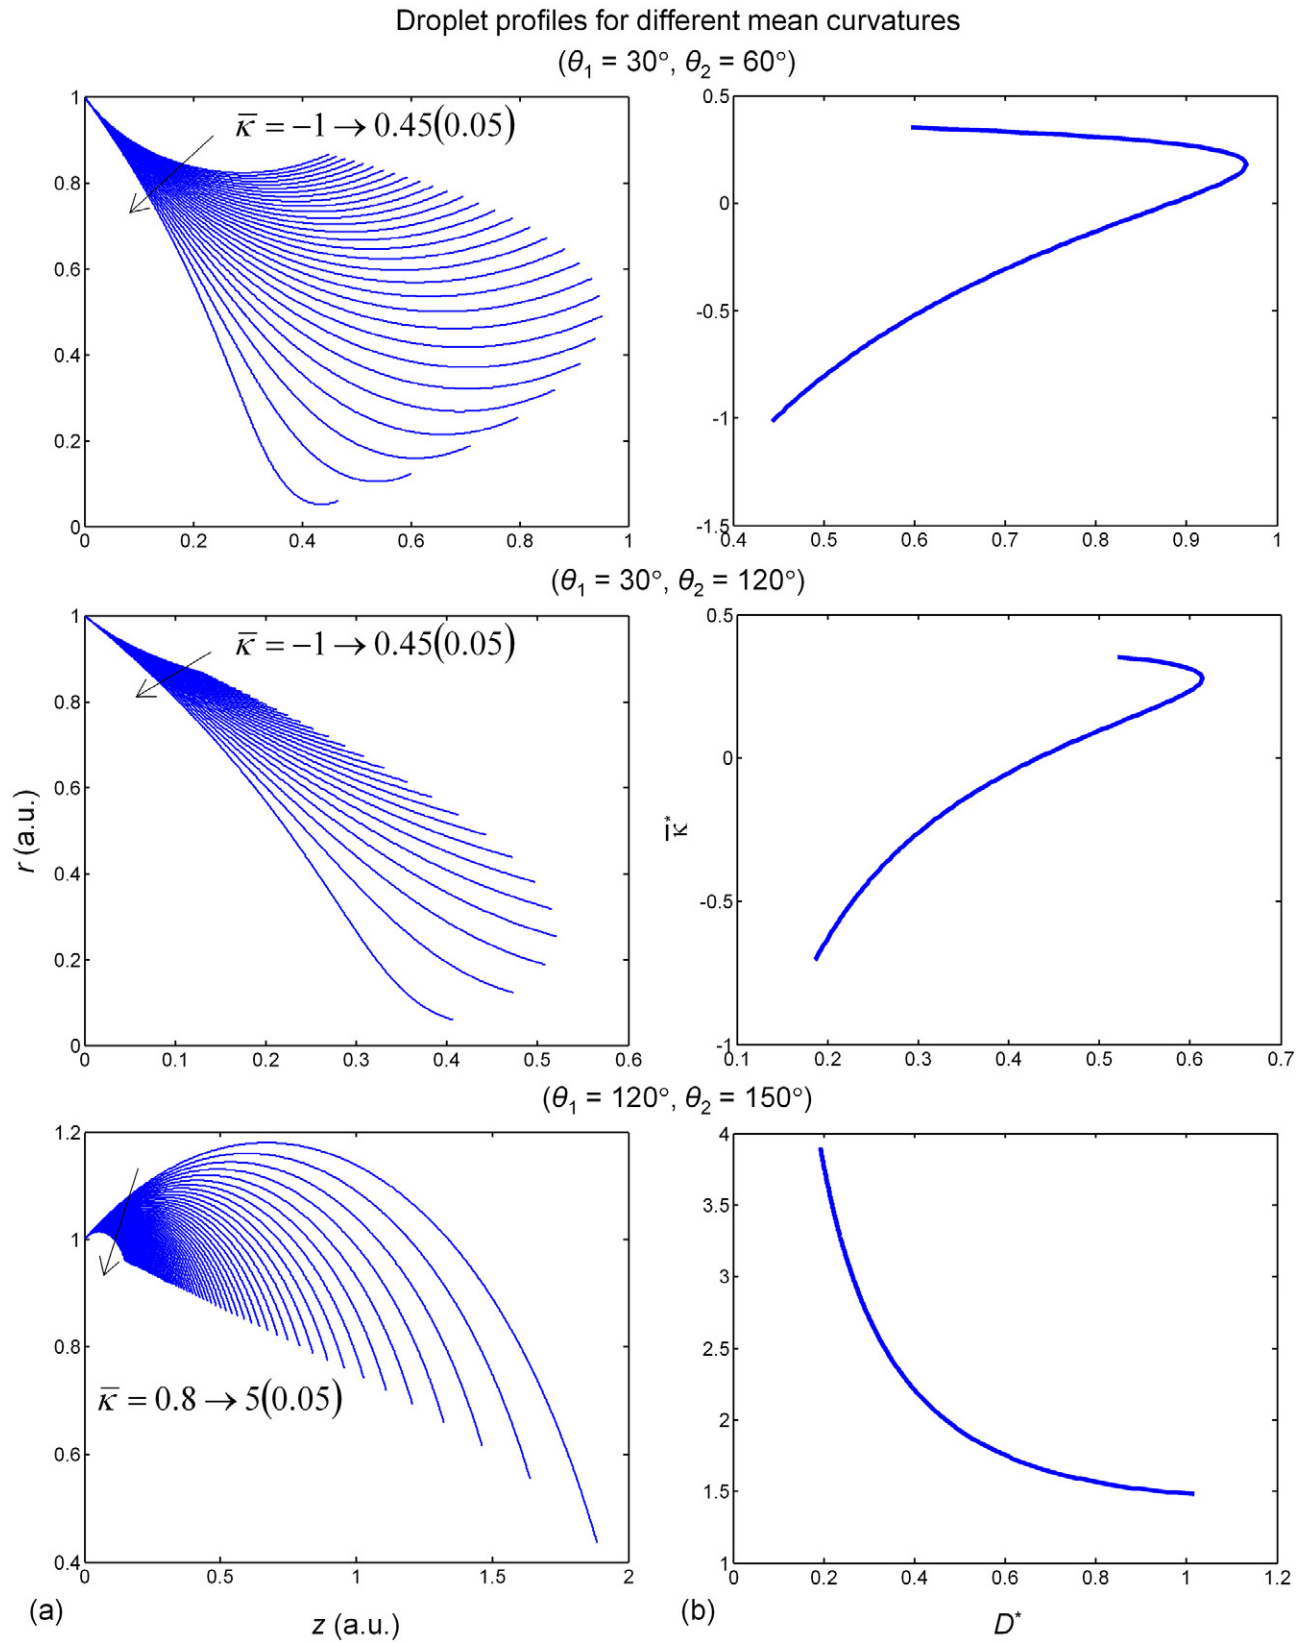 Droplet profiles for different mean curvatures
(θ1 = 30°, θ2 = 60°)
κ̅ = −1 → 0.45(0.05)
1
0.8
0.6
0.4
0.2
0
0 0.2 0.4 0.6 0.8 1
0.5
0
-0.5
-1
-1.5
0.4 0.5 0.6 0.7 0.8 0.9 1
(θ1 = 30°, θ2 = 120°)
κ̅ = −1 → 0.45(0.05)
1
0.8
0.6
0.4
0.2
0
r (a.u.)
0 0.1 0.2 0.3 0.4 0.5 0.6
0.5
0
-0.5
-1
κ̅*
0.1 0.2 0.3 0.4 0.5 0.6 0.7
(θ1 = 120°, θ2 = 150°)
1.2
1
0.8
0.6
0.4
κ̅ = 0.8 → 5(0.05)
0 0.5 1 1.5 2
4
3.5
3
2.5
2
1.5
1
0 0.2 0.4 0.6 0.8 1 1.2
(a)
z (a.u.)
(b)
D*